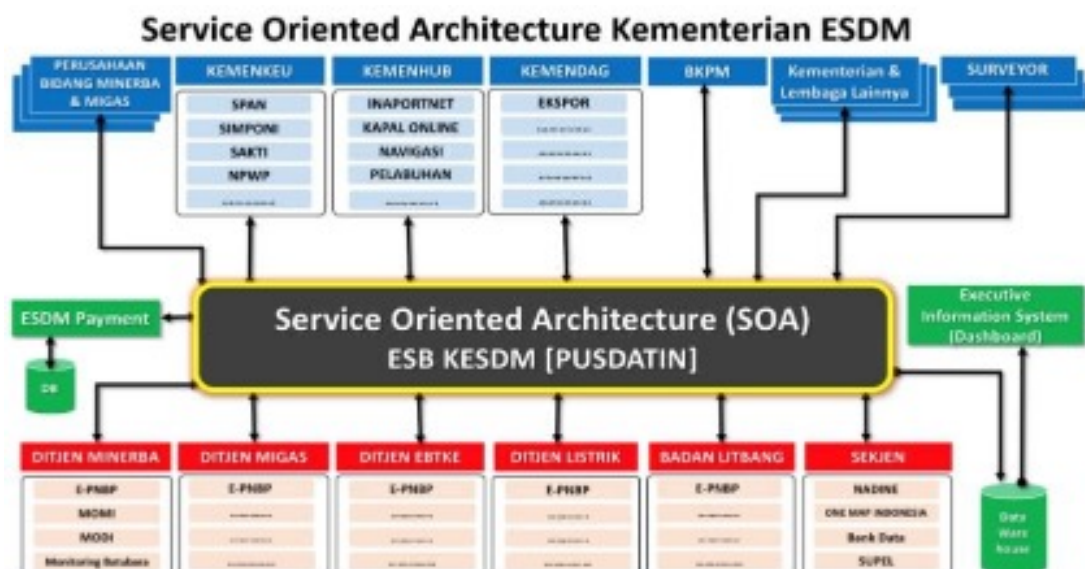 Service Oriented Architecture Kementerian ESDM
PERUSAHAAN
BIDANG MINERBA
& MIGAS
KEMENKEU
SPAN
SIMPONI
SAKTI
NPWP
KEMENHUB
INAPORTNET
KAPAL ONLINE
NAVIGASI
PELABUHAN
KEMENDAG
EKSPOR
BKPM
Kementerian &
Lembaga Lainnya
SURVEYOR
ESDM Payment
DB
Service Oriented Architecture (SOA)
ESB KESDM [PUSDATIN]
Executive
Information System
(Dashboard)
DITJEN MINERBA
E-PNBP
MOMI
MODI
Monitoring Batubara
DITJEN MIGAS
E-PNBP
DITJEN EBTKE
E-PNBP
DITJEN LISTRIK
E-PNBP
BADAN LITBANG
E-PNBP
SEKJEN
NADINE
ONE MAP INDONESIA
Bank Data
SUPEL
Data
Ware
house